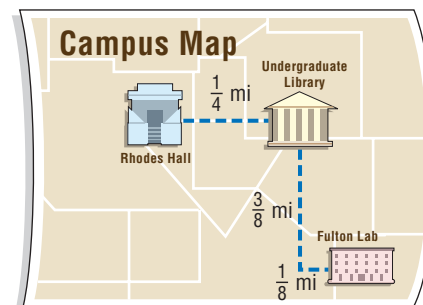 Campus Map
Undergraduate
Library
1/4 mi
Rhodes Hall
3/8 mi
Fulton Lab
1/8 mi